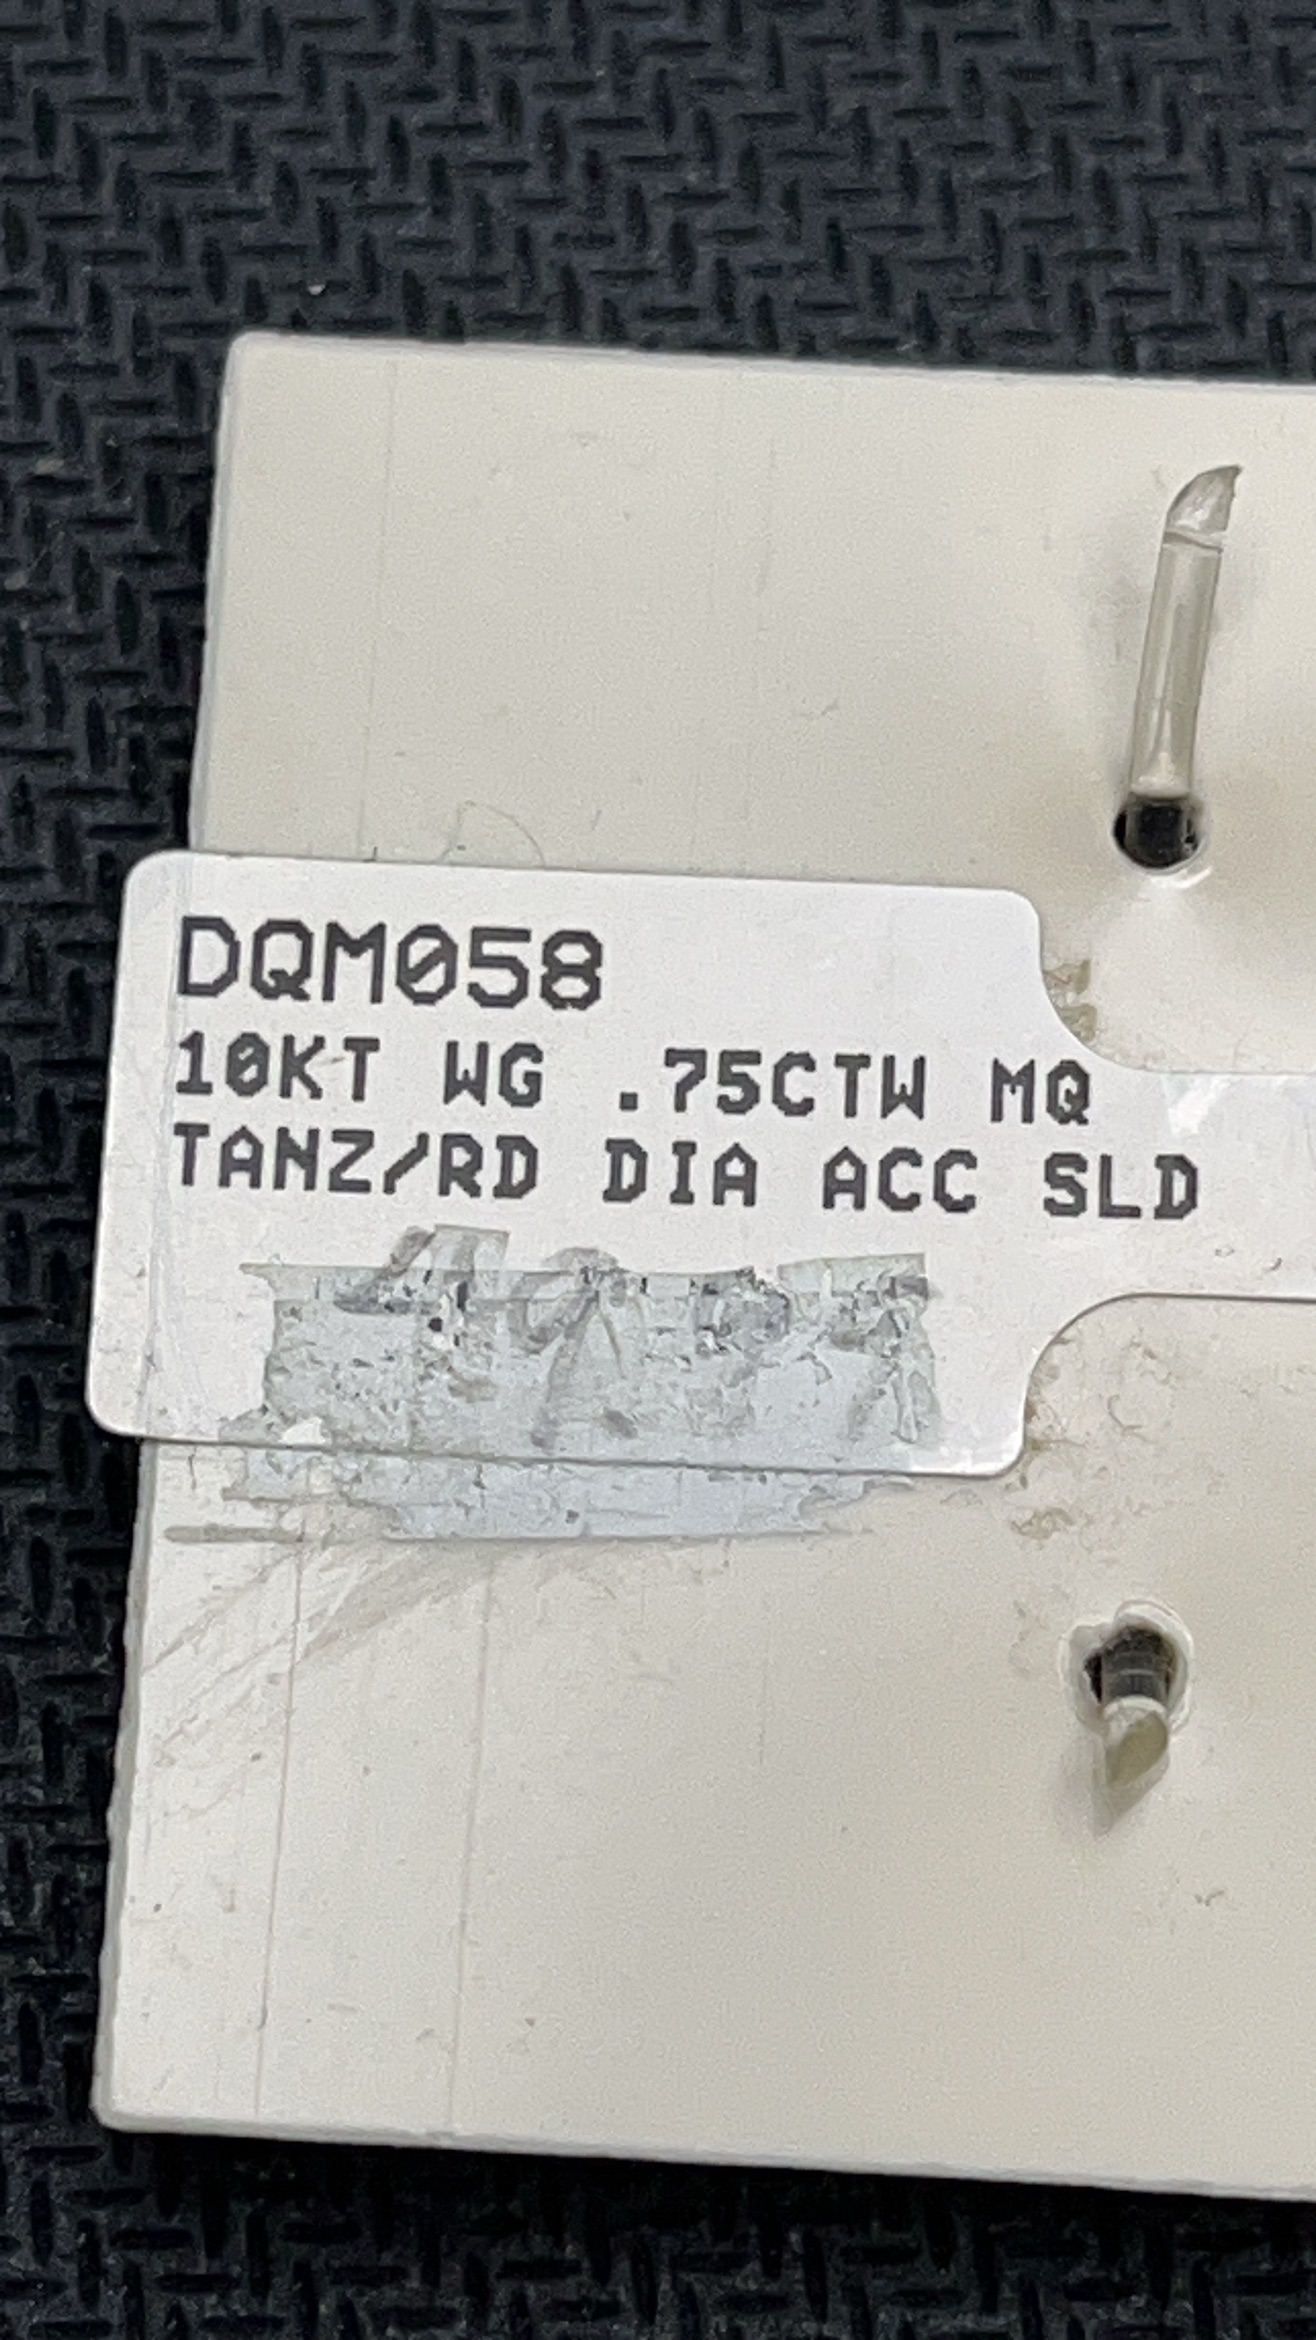 DQM058
10KT WG .75CTW MQ
TANZ/RD DIA ACC SLD